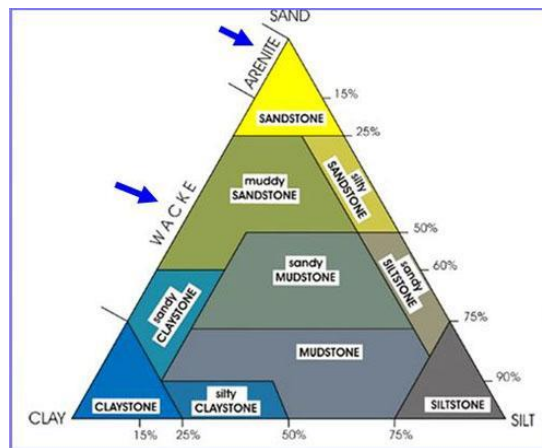 SAND
ARENITE
15%
SANDSTONE
25%
muddy
SANDSTONE
silty
SANDSTONE
WACKE
50%
sandy
MUDSTONE
sandy
SILTSTONE
60%
sandy
CLAYSTONE
75%
MUDSTONE
90%
CLAYSTONE
silty
CLAYSTONE
SILTSTONE
CLAY
SILT
15%
25%
50%
75%